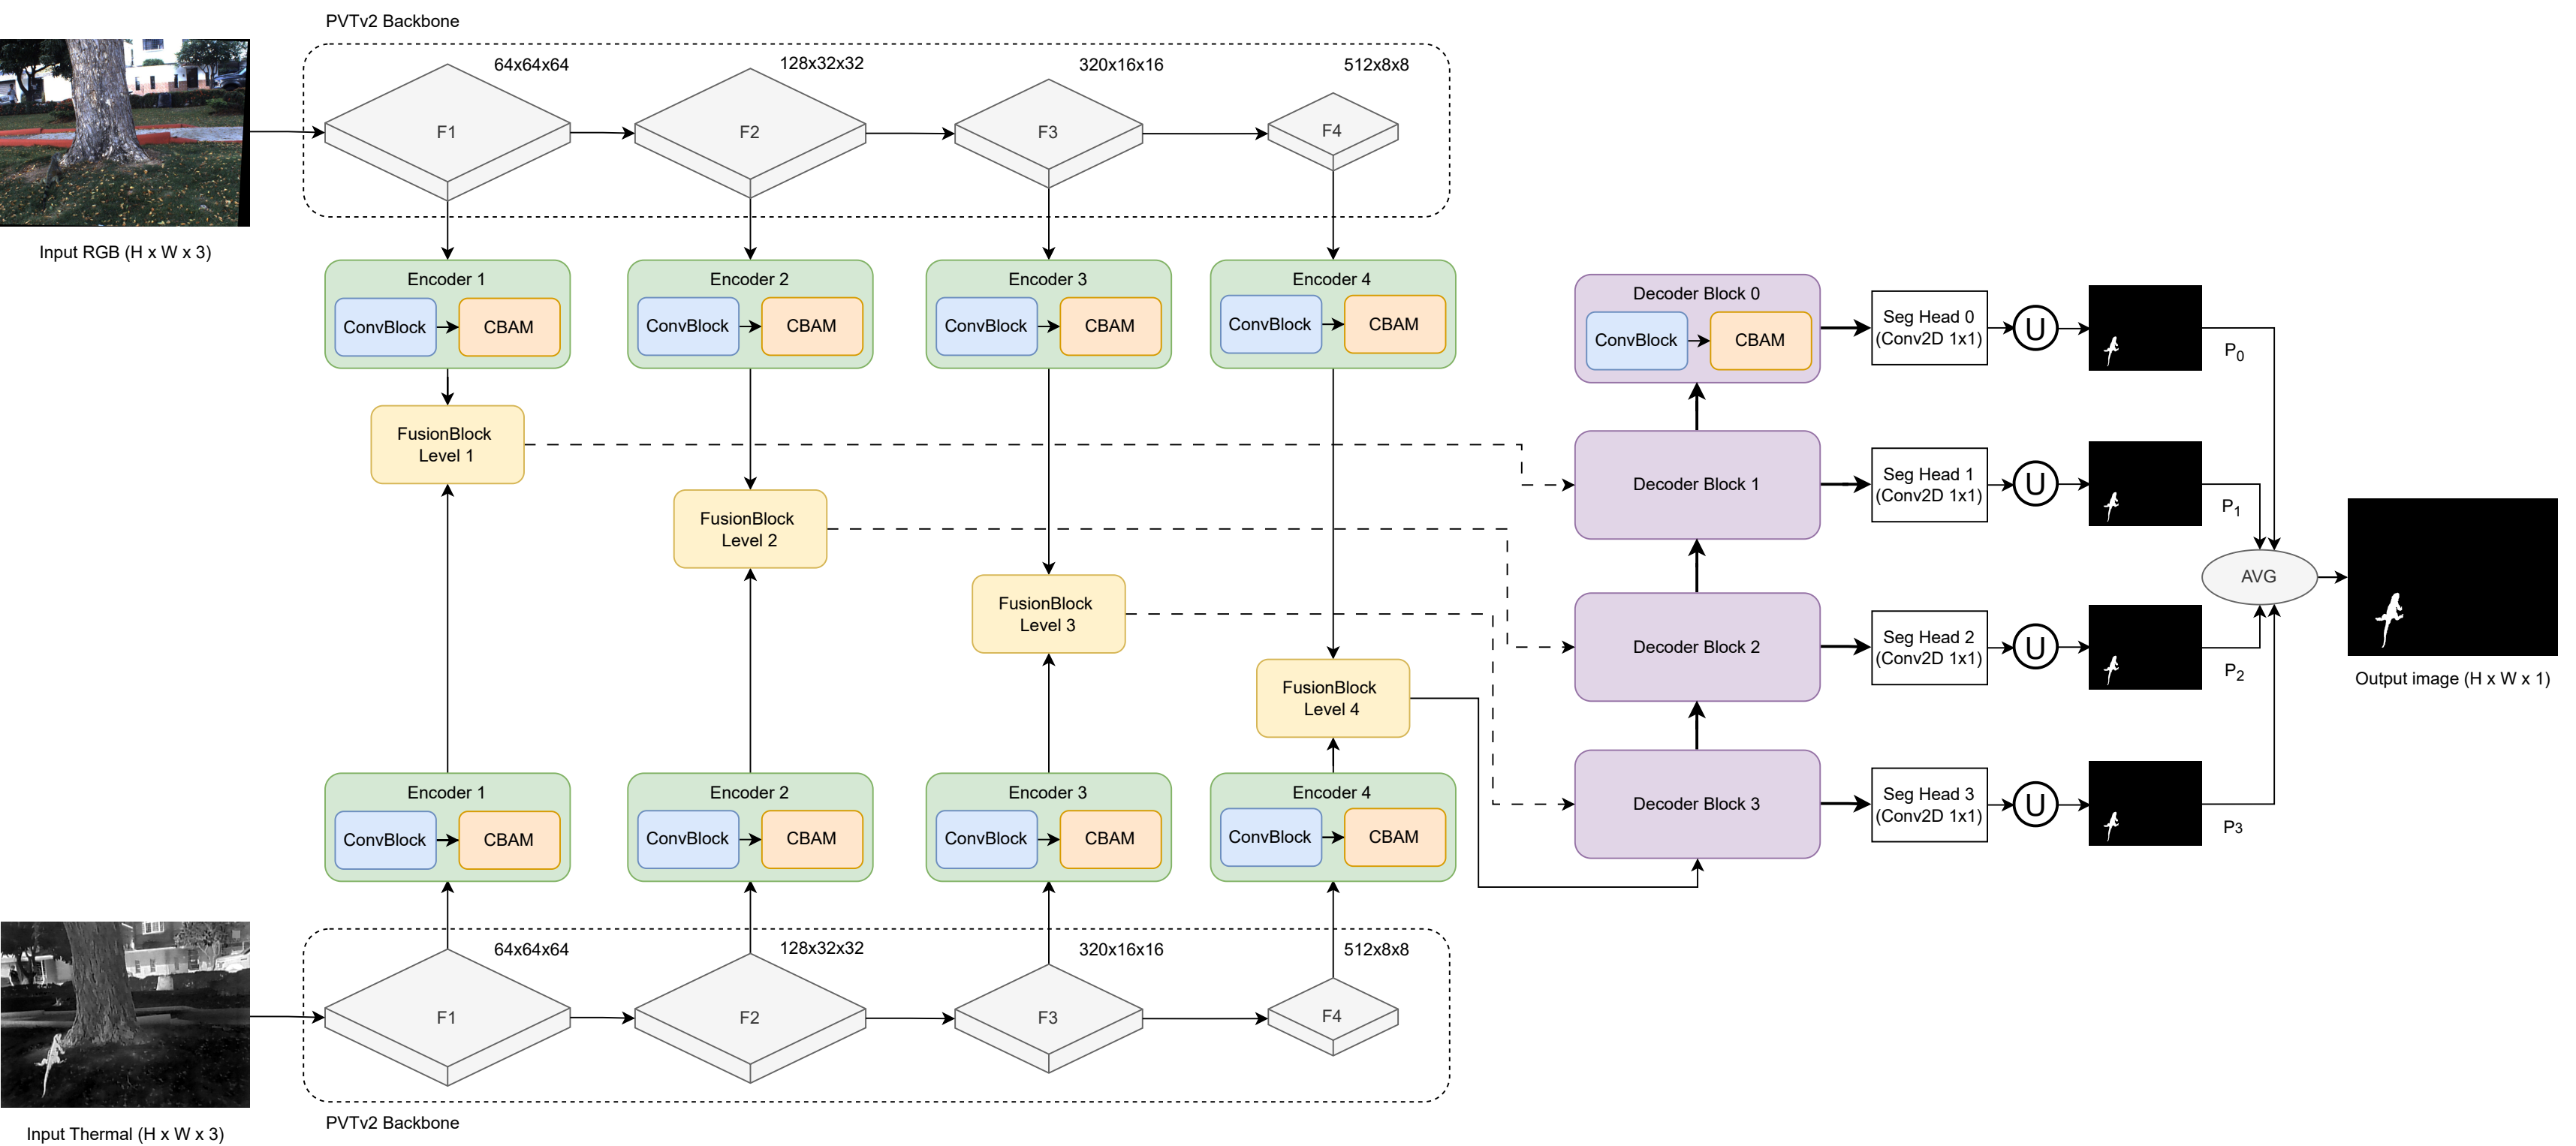 PVTv2 Backbone
64x64x64
128x32x32
320x16x16
512x8x8
F1
F2
F3
F4
Input RGB (H x W x 3)
Encoder 1
ConvBlock
CBAM
Encoder 2
ConvBlock
CBAM
Encoder 3
ConvBlock
CBAM
Encoder 4
ConvBlock
CBAM
FusionBlock
Level 1
FusionBlock
Level 2
FusionBlock
Level 3
FusionBlock
Level 4
Encoder 1
ConvBlock
CBAM
Encoder 2
ConvBlock
CBAM
Encoder 3
ConvBlock
CBAM
Encoder 4
ConvBlock
CBAM
64x64x64
128x32x32
320x16x16
512x8x8
F1
F2
F3
F4
PVTv2 Backbone
Input Thermal (H x W x 3)
Decoder Block 0
ConvBlock
CBAM
Seg Head 0
(Conv2D 1x1)
U
P0
Decoder Block 1
Seg Head 1
(Conv2D 1x1)
U
P1
Decoder Block 2
Seg Head 2
(Conv2D 1x1)
U
P2
Decoder Block 3
Seg Head 3
(Conv2D 1x1)
U
P3
AVG
Output image (H x W x 1)